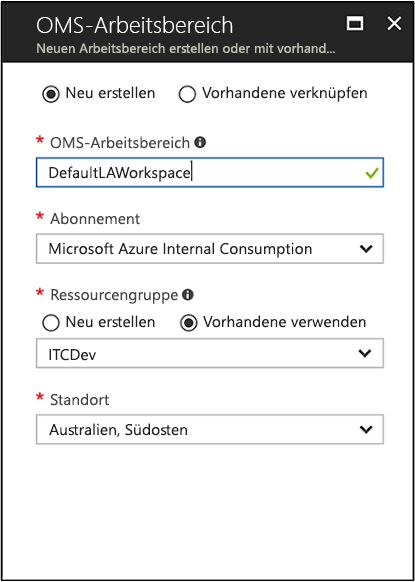 OMS-Arbeitsbereich
Neuen Arbeitsbereich erstellen oder mit vorhand...
Neu erstellen Vorhandene verknüpfen
* OMS-Arbeitsbereich
DefaultLAWorkspace
* Abonnement
Microsoft Azure Internal Consumption
* Ressourcengruppe
Neu erstellen Vorhandene verwenden
ITCDev
* Standort
Australien, Südosten